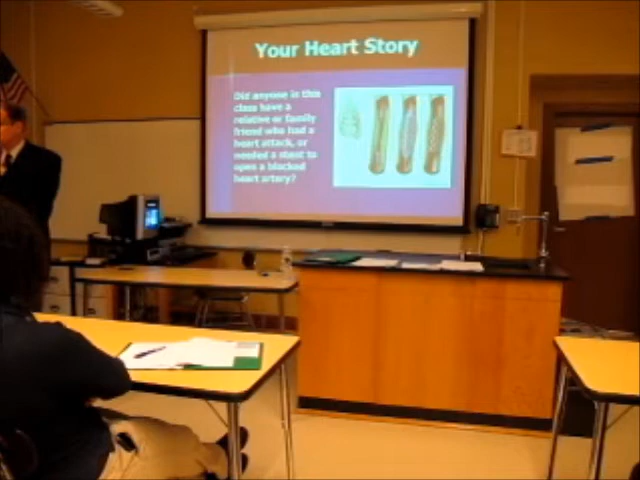 Your Heart Story
Did anyone in this
class have a
relative or family
friend who had a
heart attack, or
needed a stent to
open a blocked
heart artery?